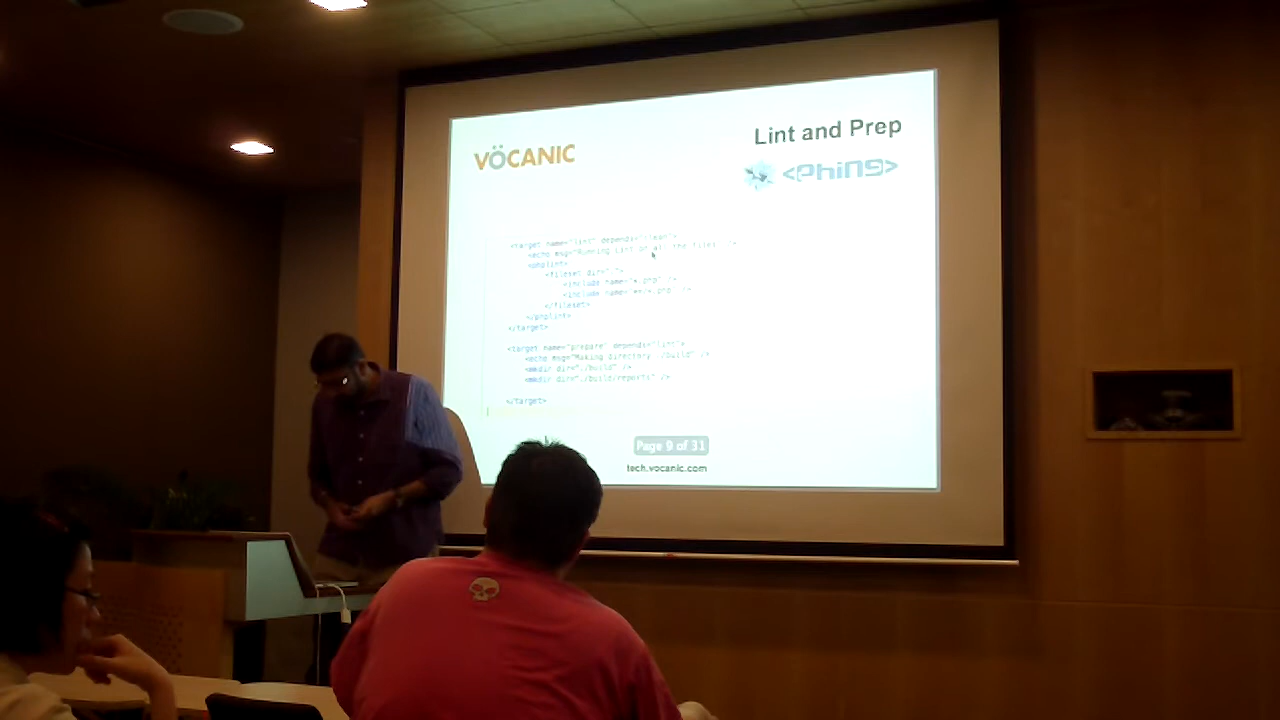 Lint and Prep
VÖCANIC
<Phing>
<target name="lint" depends="clean">
<echo msg="Running Lint on all the files" />
<phplint>
<fileset dir="./">
<include name="*.php" />
<include name="**/*.php" />
</fileset>
</phplint>
</target>
<target name="prepare" depends="lint">
<echo msg="Making directory ./build" />
<mkdir dir="./build" />
<mkdir dir="./build/reports" />
</target>
Page 9 of 31
tech.vocanic.com